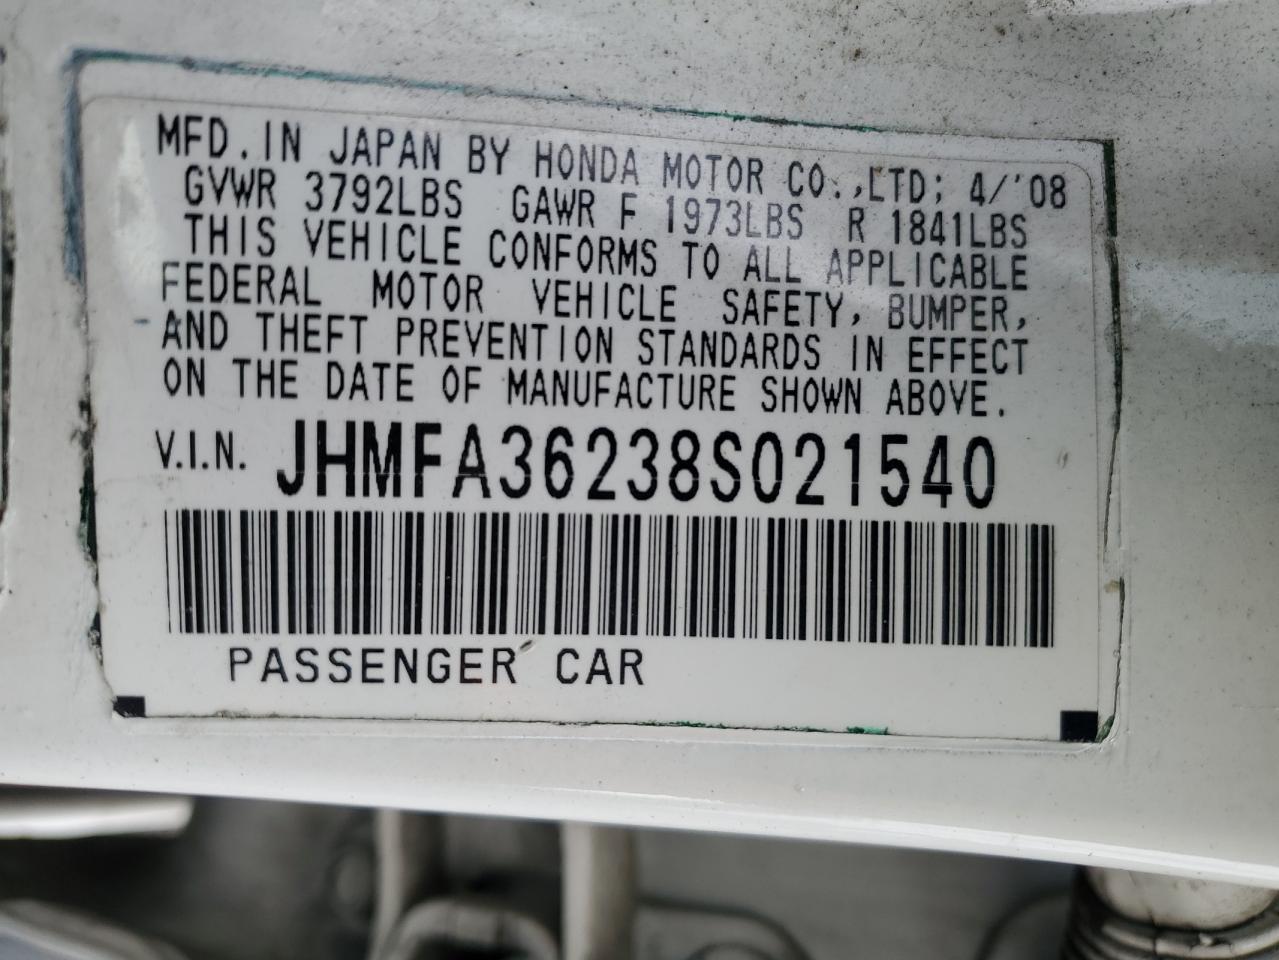 MFD. IN JAPAN BY HONDA MOTOR CO.,LTD; 4/'08
GVWR 3792LBS GAWR F 1973LBS R 1841LBS
THIS VEHICLE CONFORMS TO ALL APPLICABLE
FEDERAL MOTOR VEHICLE SAFETY, BUMPER,
AND THEFT PREVENTION STANDARDS IN EFFECT
ON THE DATE OF MANUFACTURE SHOWN ABOVE.
V.I.N. JHMFA36238S021540
PASSENGER CAR